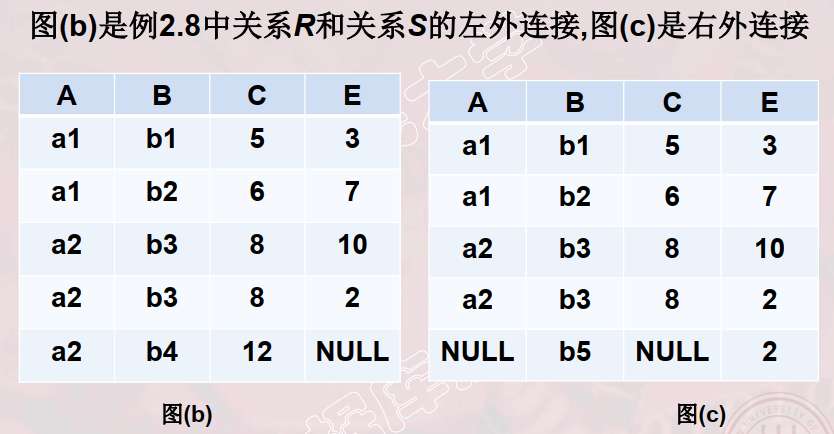 图(b)是例2.8中关系R和关系S的左外连接,图(c)是右外连接
A B C E
a1 b1 5 3
a1 b2 6 7
a2 b3 8 10
a2 b3 8 2
a2 b4 12 NULL
图(b)
A B C E
a1 b1 5 3
a1 b2 6 7
a2 b3 8 10
a2 b3 8 2
NULL b5 NULL 2
图(c)